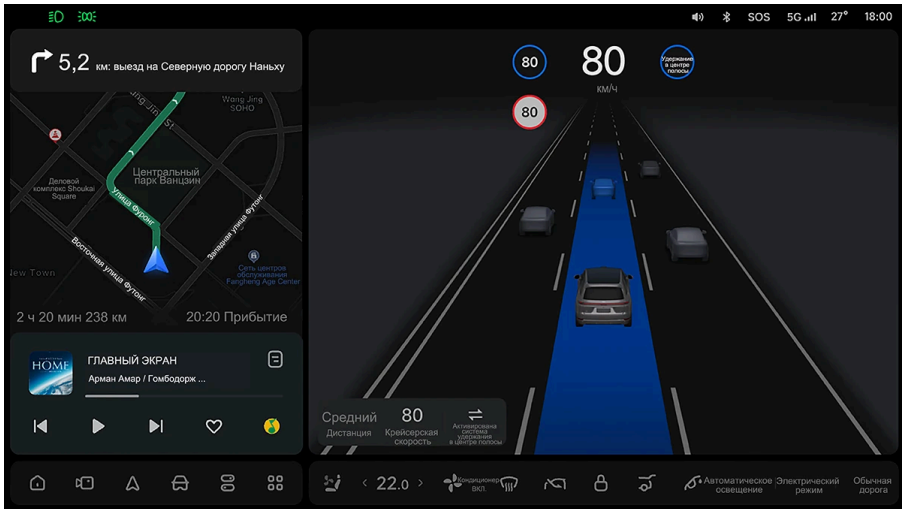 SOS
5G
27°
18:00
5,2 км: выезд на Северную дорогу Наньху
Wang Jing St
Wang Jing
SOHO
Деловой
комплекс Shoukai
Square
Центральный
парк Ванцзин
Улица Фуронг
Западная улица Футонг
Восточная улица Футонг
New Town
Сеть центров
обслуживания
Fangheng Age Center
2 ч 20 мин 238 км
20:20 Прибытие
HOME
ГЛАВНЫЙ ЭКРАН
Арман Амар / Гомбодорж ...
80
80
км/ч
Удержание
в центре
полосы
80
Средний
Дистанция
80
Крейсерская
скорость
Активирована
система
удержания
в центре полосы
22.0
Кондиционер
ВКЛ.
Автоматическое
освещение
Электрический
режим
Обычная
дорога